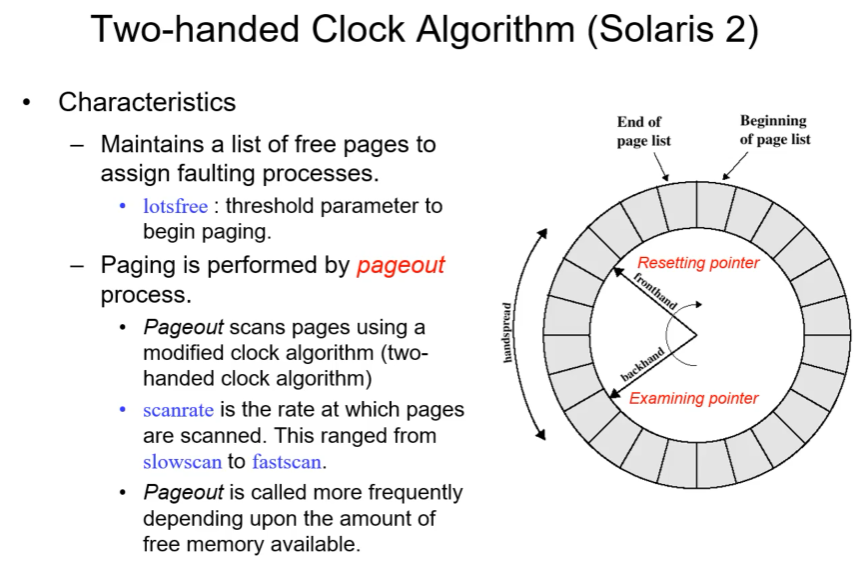 Two-handed Clock Algorithm (Solaris 2)
• Characteristics
– Maintains a list of free pages to
assign faulting processes.
• lotsfree : threshold parameter to
begin paging.
– Paging is performed by pageout
process.
• Pageout scans pages using a
modified clock algorithm (two-
handed clock algorithm)
• scanrate is the rate at which pages
are scanned. This ranged from
slowscan to fastscan.
• Pageout is called more frequently
depending upon the amount of
free memory available.
End of
page list
Beginning
of page list
Resetting pointer
fronthand
handspread
backhand
Examining pointer